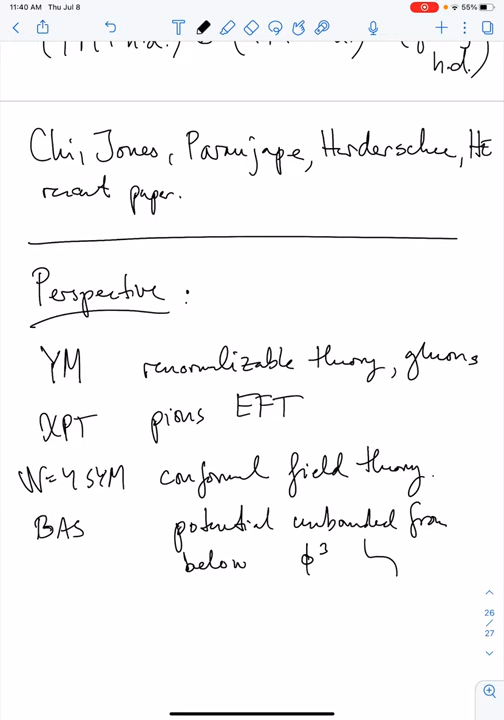 11:40 AM Thu Jul 8
55%
h.d.)
Chi, Jones, Paranjape, Herderschee, HE
recent paper.
Perspective :
YM renormalizable theory, gluons
χPT pions EFT
N=4 SYM conformal field theory.
BAS potential unbounded from
below ϕ³
26
/
27